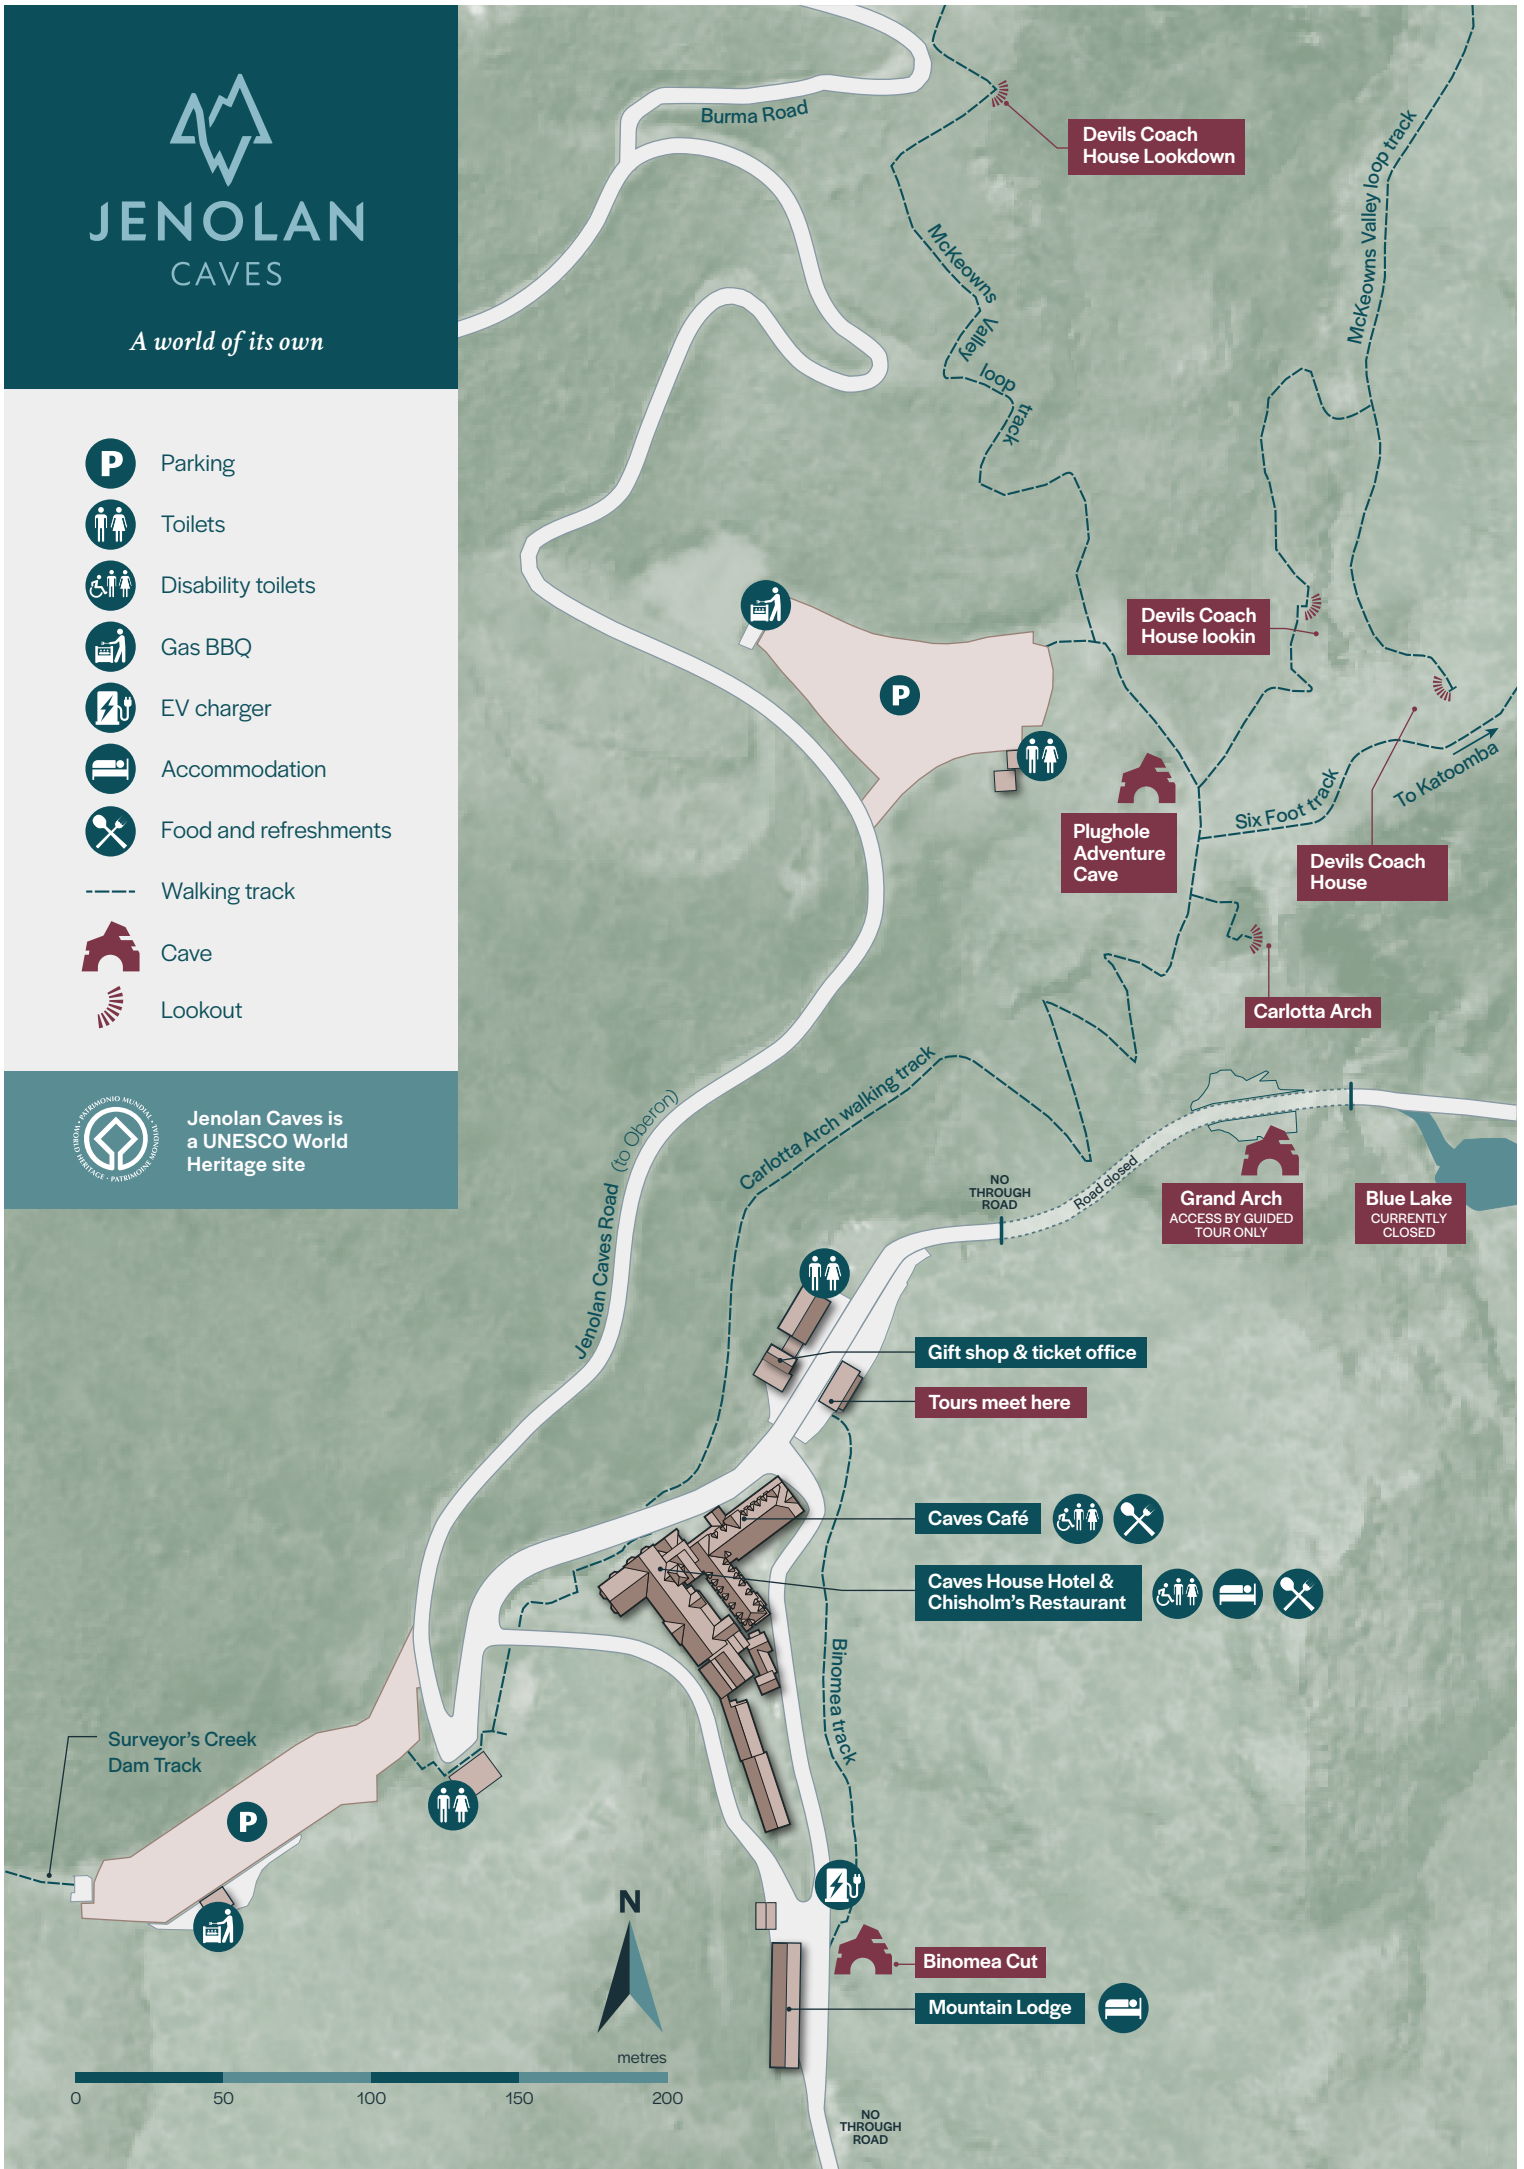 JENOLAN
CAVES
A world of its own
P
Parking
Toilets
Disability toilets
Gas BBQ
EV charger
Accommodation
Food and refreshments
Walking track
Cave
Lookout
WORLD HERITAGE • PATRIMOINE MONDIAL • PATRIMONIO MUNDIAL •
Jenolan Caves is
a UNESCO World
Heritage site
Burma Road
Devils Coach
House Lookdown
McKeowns Valley loop track
McKeowns Valley loop track
Devils Coach
House lookin
P
Plughole
Adventure
Cave
Six Foot track
To Katoomba
Devils Coach
House
Carlotta Arch
Carlotta Arch walking track
Jenolan Caves Road (to Oberon)
NO
THROUGH
ROAD
Road closed
Grand Arch
ACCESS BY GUIDED
TOUR ONLY
Blue Lake
CURRENTLY
CLOSED
Gift shop & ticket office
Tours meet here
Caves Café
Caves House Hotel &
Chisholm's Restaurant
Binomea track
Surveyor's Creek
Dam Track
P
N
Binomea Cut
Mountain Lodge
metres
0 50 100 150 200
NO
THROUGH
ROAD